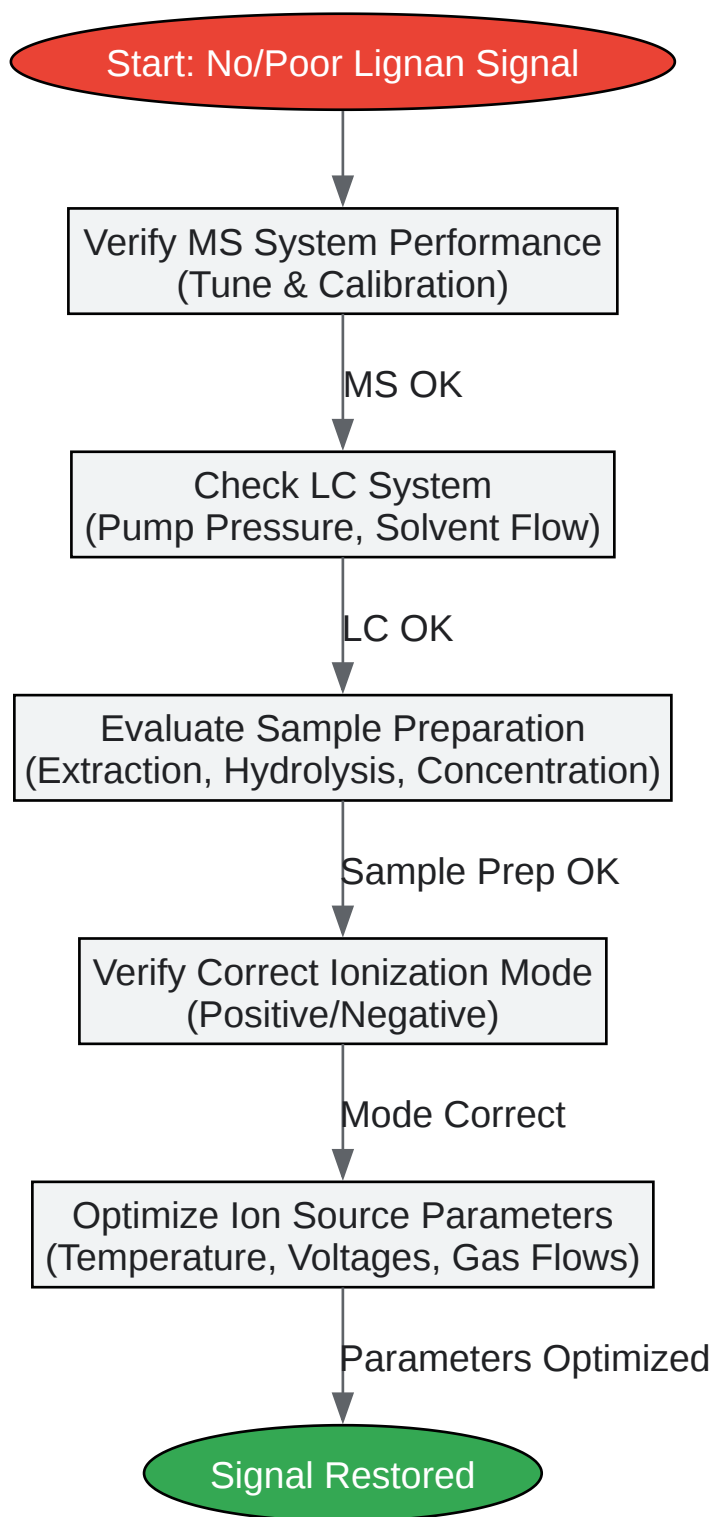 Start: No/Poor Lignan Signal
Verify MS System Performance
(Tune & Calibration)
MS OK
Check LC System
(Pump Pressure, Solvent Flow)
LC OK
Evaluate Sample Preparation
(Extraction, Hydrolysis, Concentration)
Sample Prep OK
Verify Correct Ionization Mode
(Positive/Negative)
Mode Correct
Optimize Ion Source Parameters
(Temperature, Voltages, Gas Flows)
Parameters Optimized
Signal Restored